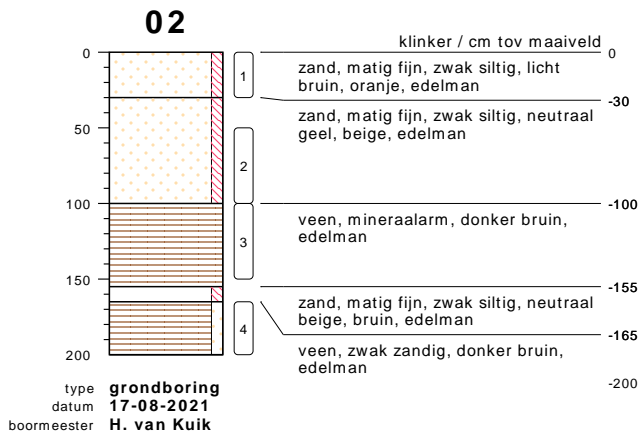 02
klinker / cm tov maaiveld
0
0
1
zand, matig fijn, zwak siltig, licht
bruin, oranje, edelman
-30
zand, matig fijn, zwak siltig, neutraal
geel, beige, edelman
50
2
100
-100
veen, mineraalarm, donker bruin,
edelman
3
150
-155
zand, matig fijn, zwak siltig, neutraal
beige, bruin, edelman
4
-165
veen, zwak zandig, donker bruin,
edelman
200
-200
type grondboring
datum 17-08-2021
boormeester H. van Kuik